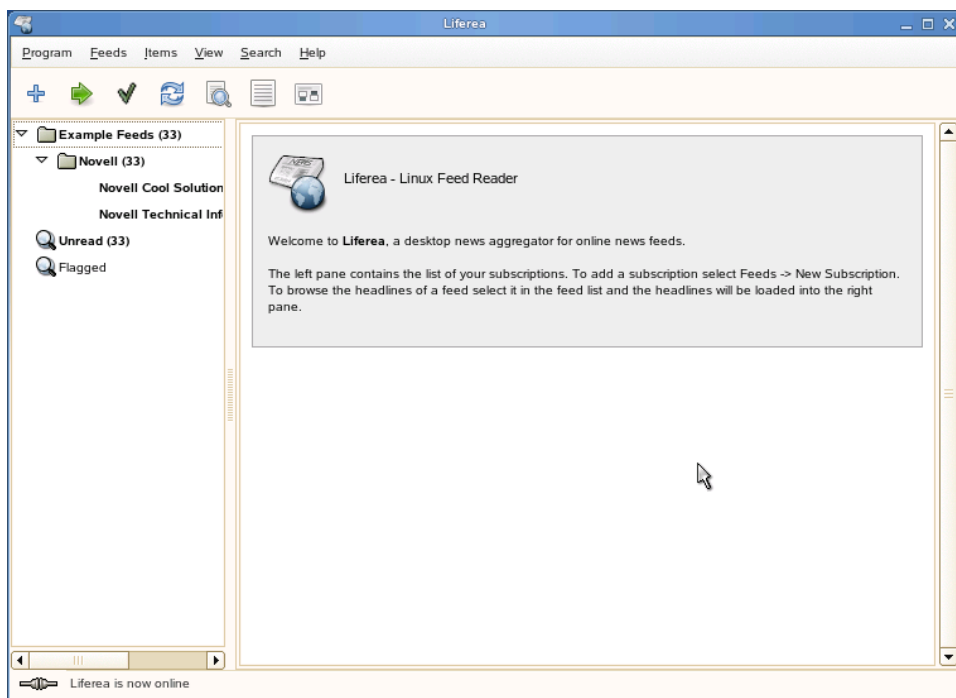 Liferea
Program Feeds Items View Search Help
Example Feeds (33)
Novell (33)
Novell Cool Solution
Novell Technical Inf
Unread (33)
Flagged
NEWS
Liferea - Linux Feed Reader
Welcome to Liferea, a desktop news aggregator for online news feeds.
The left pane contains the list of your subscriptions. To add a subscription select Feeds -> New Subscription.
To browse the headlines of a feed select it in the feed list and the headlines will be loaded into the right
pane.
Liferea is now online